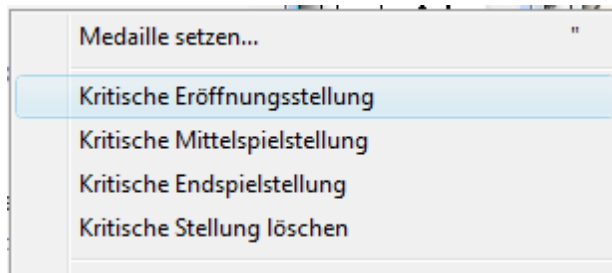 Medaille setzen... "
Kritische Eröffnungsstellung
Kritische Mittelspielstellung
Kritische Endspielstellung
Kritische Stellung löschen